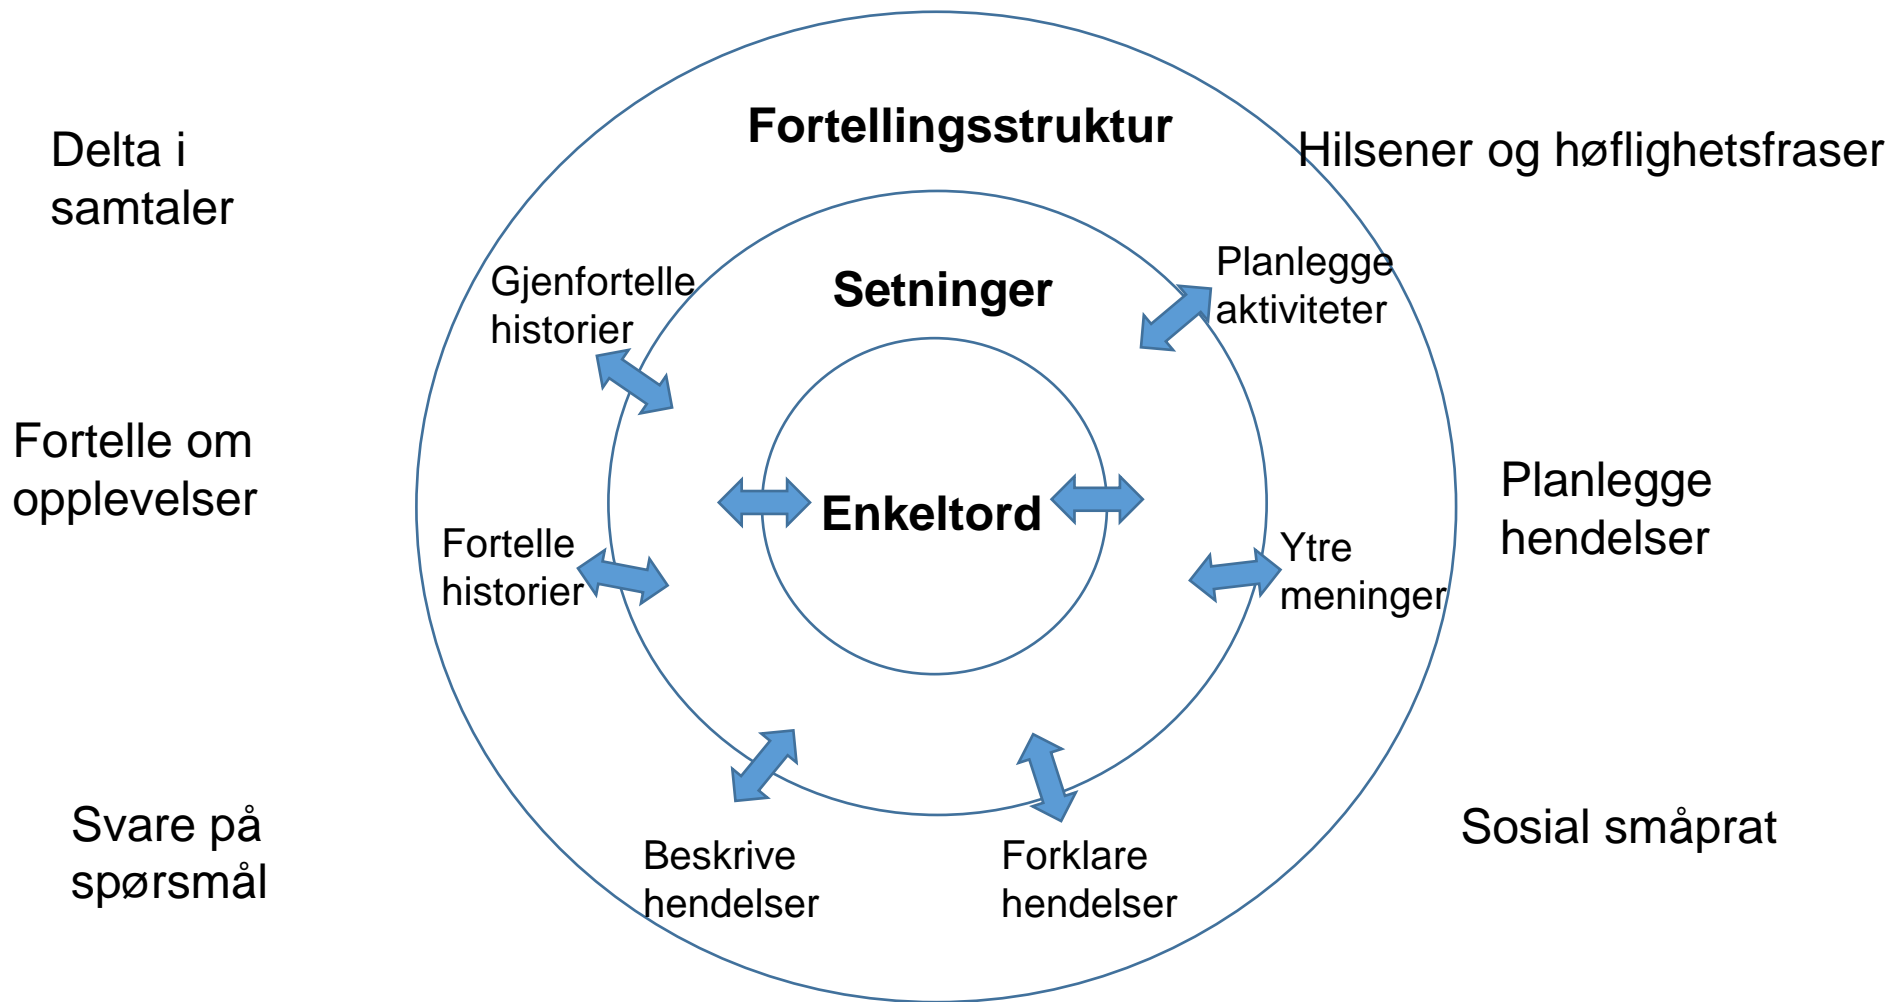 Fortellingsstruktur
Delta i
samtaler
Hilsener og høflighetsfraser
Gjenfortelle
historier
Setninger
Planlegge
aktiviteter
Fortelle om
opplevelser
Enkeltord
Planlegge
hendelser
Fortelle
historier
Ytre
meninger
Svare på
spørsmål
Beskrive
hendelser
Forklare
hendelser
Sosial småprat